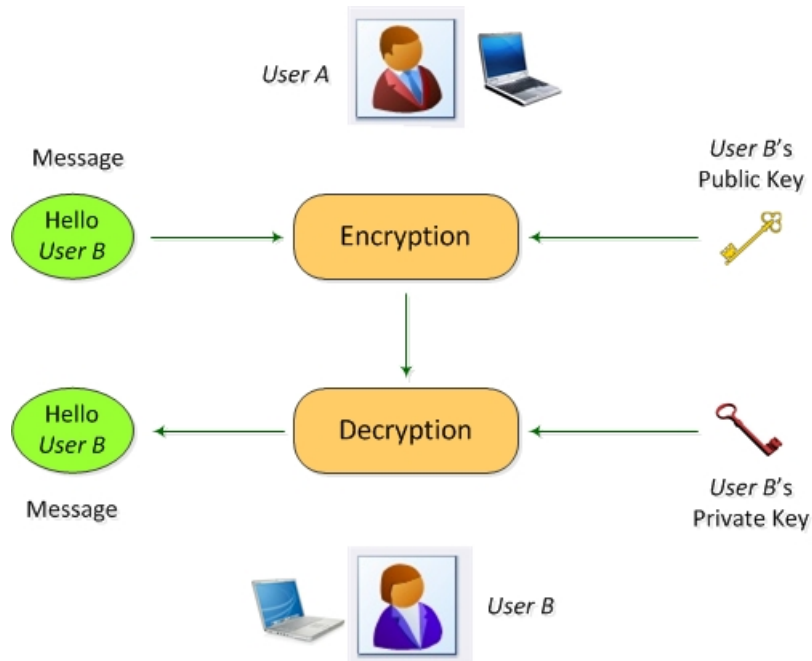 User A
Message
User B's
Public Key
Hello
User B
Encryption
Hello
User B
Decryption
Message
User B's
Private Key
User B